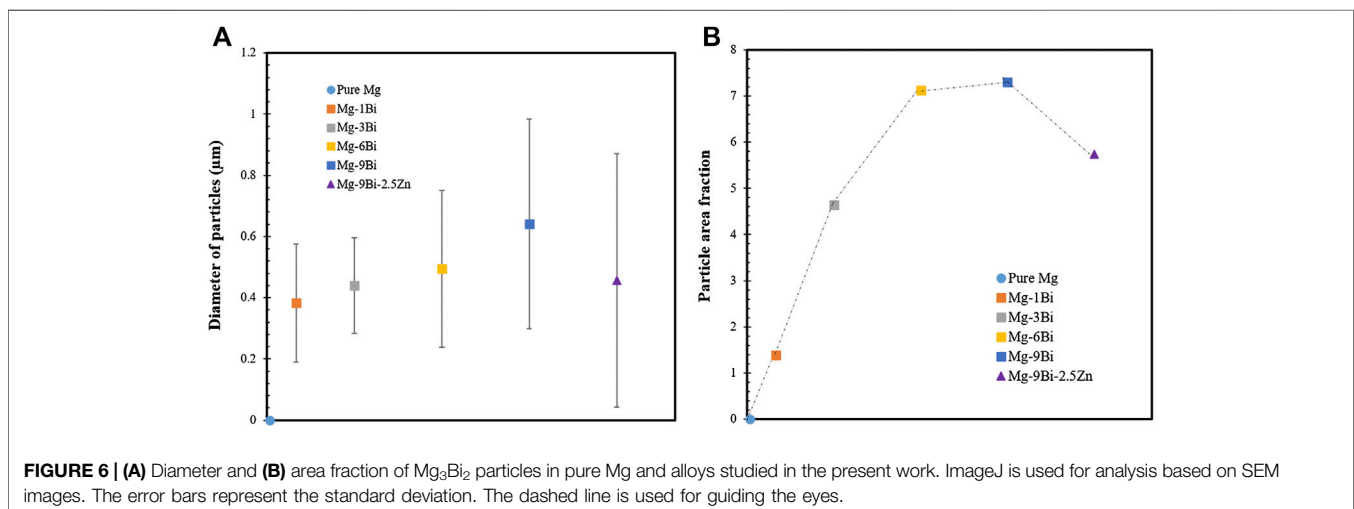 A
B
1.2
1
0.8
0.6
0.4
0.2
0
Diameter of particles (μm)
Pure Mg
Mg-1Bi
Mg-3Bi
Mg-6Bi
Mg-9Bi
Mg-9Bi-2.5Zn
8
7
6
5
4
3
2
1
0
Particle area fraction
Pure Mg
Mg-1Bi
Mg-3Bi
Mg-6Bi
Mg-9Bi
Mg-9Bi-2.5Zn
FIGURE 6 | (A) Diameter and (B) area fraction of Mg₃Bi₂ particles in pure Mg and alloys studied in the present work. ImageJ is used for analysis based on SEM
images. The error bars represent the standard deviation. The dashed line is used for guiding the eyes.